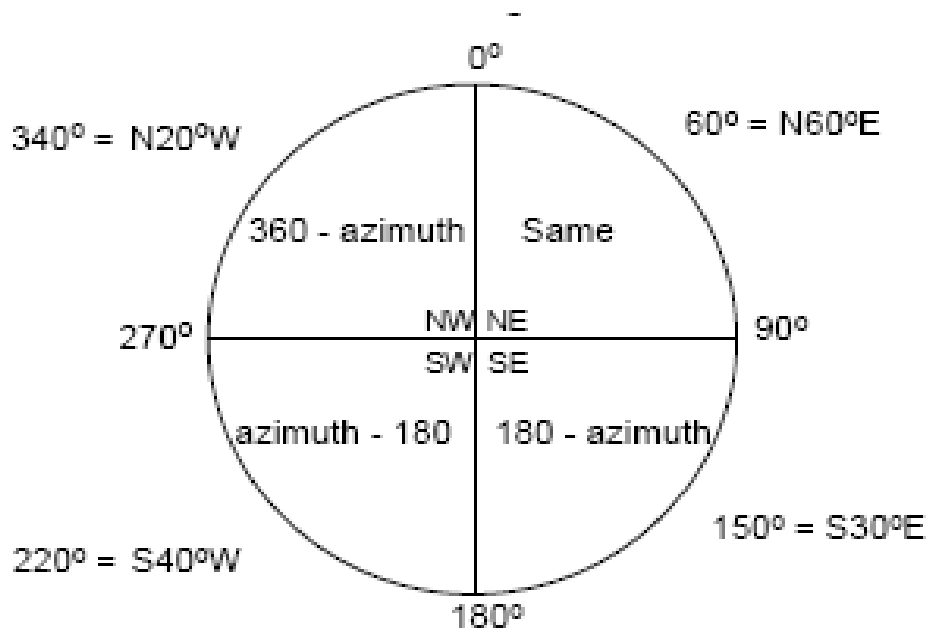 0º
340º = N20ºW
60º = N60ºE
360 - azimuth
Same
NW NE
270º
90º
SW SE
azimuth - 180
180 - azimuth
150º = S30ºE
220º = S40ºW
180º